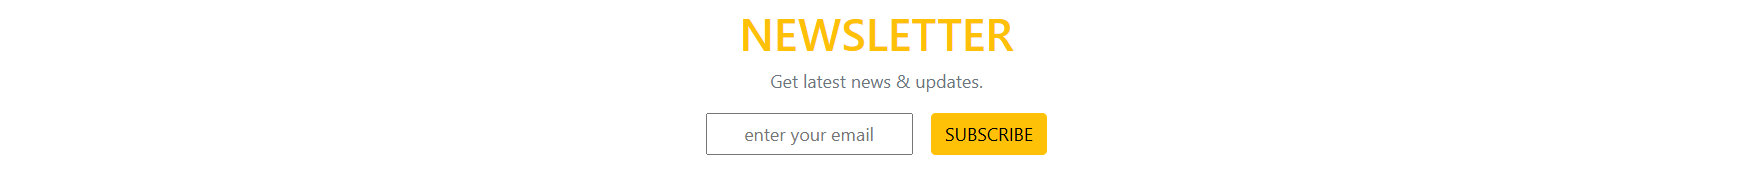 NEWSLETTER
Get latest news & updates.
enter your email SUBSCRIBE